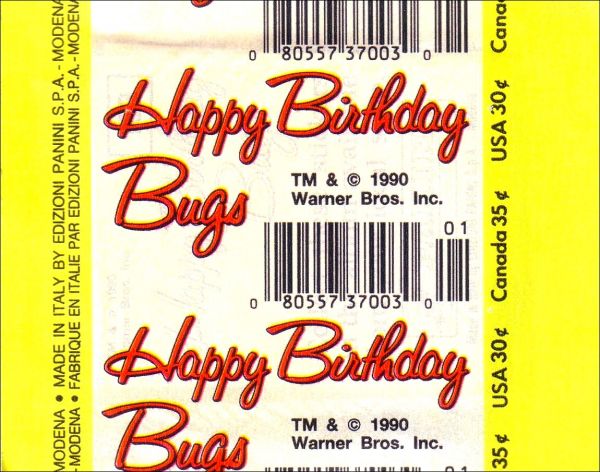 0 80557 37003 0
Happy Birthday
Bugs
TM & © 1990
Warner Bros. Inc.
01
0 80557 37003 0
Happy Birthday
Bugs
TM & © 1990
Warner Bros. Inc.
01
MODENA • MADE IN ITALY BY EDIZIONI PANINI S.P.A. - MODENA
-MODENA • FABRIQUE EN ITALIE PAR EDIZIONI PANINI S.P.A. -MODENA
35¢ USA 30¢ Canada 35¢ USA 30¢ Cana